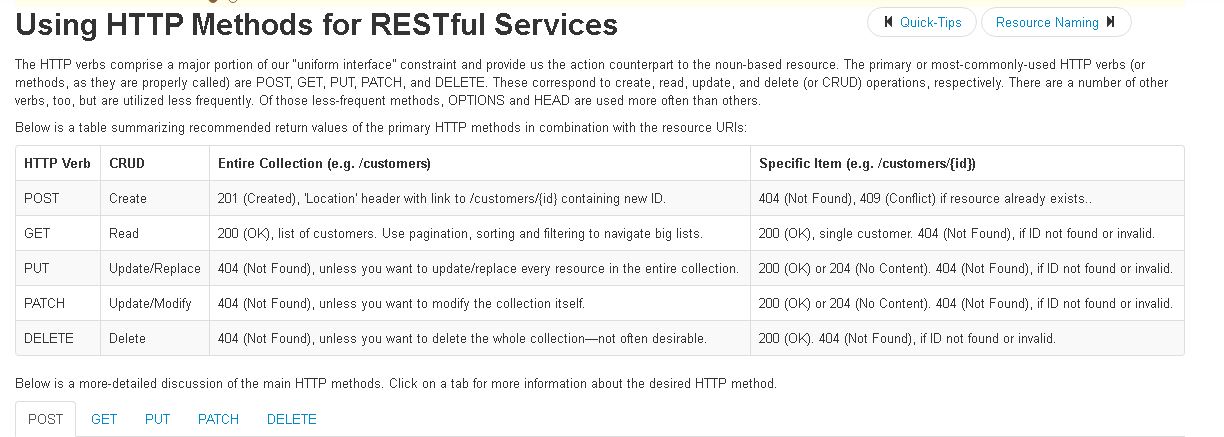 Using HTTP Methods for RESTful Services
Quick-Tips
Resource Naming
The HTTP verbs comprise a major portion of our "uniform interface" constraint and provide us the action counterpart to the noun-based resource. The primary or most-commonly-used HTTP verbs (or
methods, as they are properly called) are POST, GET, PUT, PATCH, and DELETE. These correspond to create, read, update, and delete (or CRUD) operations, respectively. There are a number of other
verbs, too, but are utilized less frequently. Of those less-frequent methods, OPTIONS and HEAD are used more often than others.
Below is a table summarizing recommended return values of the primary HTTP methods in combination with the resource URIs:
HTTP Verb CRUD Entire Collection (e.g. /customers) Specific Item (e.g. /customers/{id})
POST Create 201 (Created), 'Location' header with link to /customers/{id} containing new ID. 404 (Not Found), 409 (Conflict) if resource already exists..
GET Read 200 (OK), list of customers. Use pagination, sorting and filtering to navigate big lists. 200 (OK), single customer. 404 (Not Found), if ID not found or invalid.
PUT Update/Replace 404 (Not Found), unless you want to update/replace every resource in the entire collection. 200 (OK) or 204 (No Content). 404 (Not Found), if ID not found or invalid.
PATCH Update/Modify 404 (Not Found), unless you want to modify the collection itself. 200 (OK) or 204 (No Content). 404 (Not Found), if ID not found or invalid.
DELETE Delete 404 (Not Found), unless you want to delete the whole collection—not often desirable. 200 (OK). 404 (Not Found), if ID not found or invalid.
Below is a more-detailed discussion of the main HTTP methods. Click on a tab for more information about the desired HTTP method.
POST GET PUT PATCH DELETE